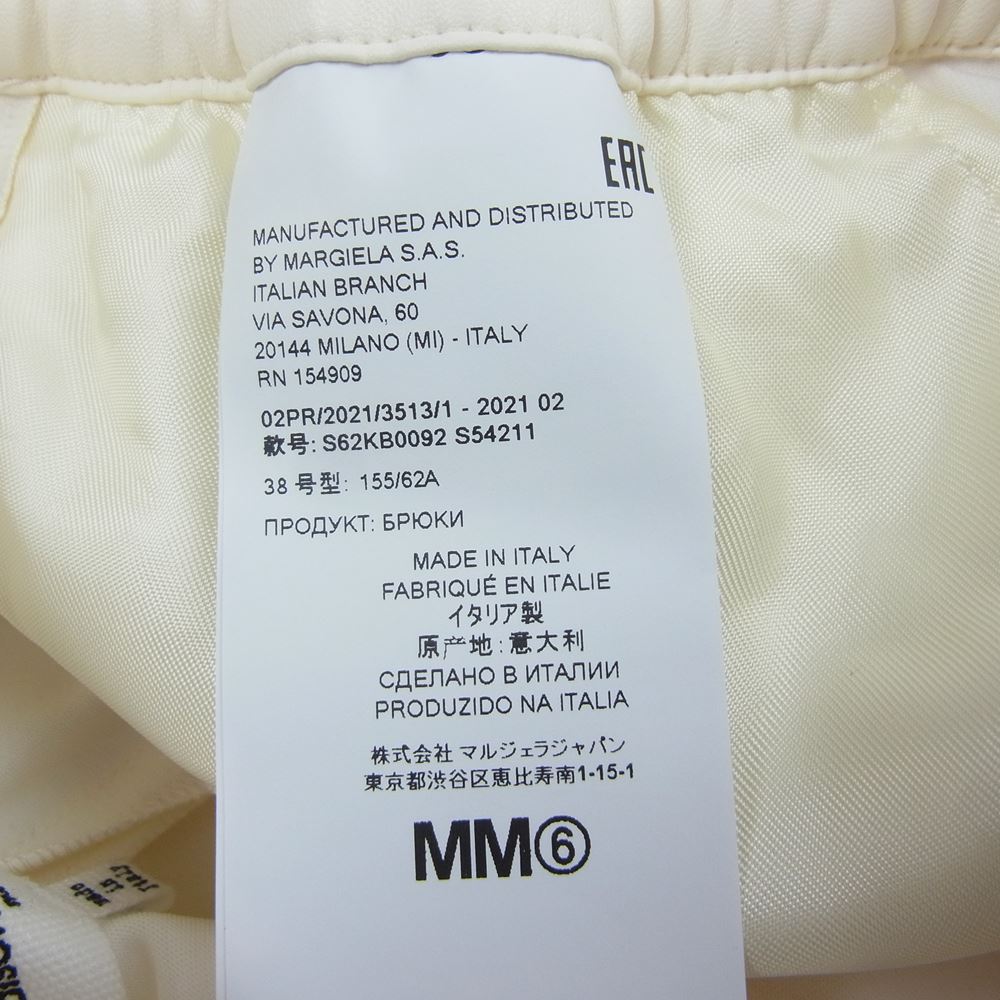 EAC
MANUFACTURED AND DISTRIBUTED
BY MARGIELA S.A.S.
ITALIAN BRANCH
VIA SAVONA, 60
20144 MILANO (MI) - ITALY
RN 154909
02PR/2021/3513/1 - 2021 02
款号: S62KB0092 S54211
38 号型: 155/62A
ПРОДУКТ: БРЮКИ
MADE IN ITALY
FABRIQUÉ EN ITALIE
イタリア製
原产地: 意大利
СДЕЛАНО В ИТАЛИИ
PRODUZIDO NA ITALIA
株式会社 マルジェラジャパン
東京都渋谷区恵比寿南1-15-1
MM⑥
made
in
Italy